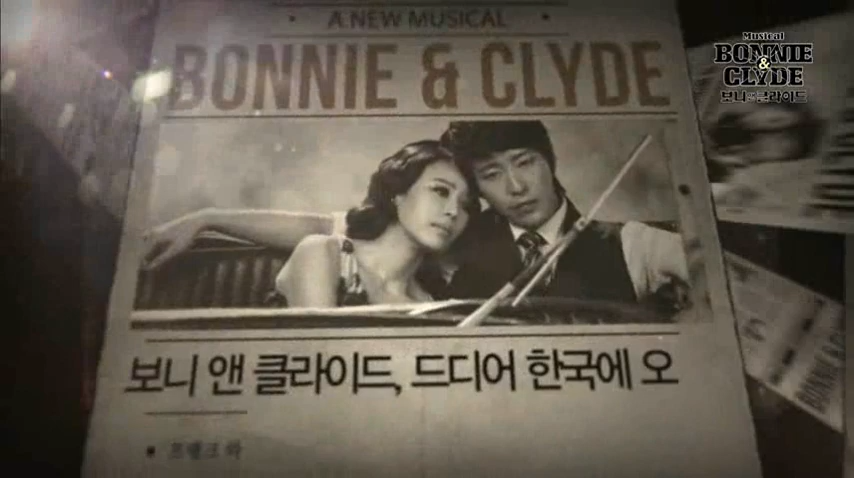 A NEW MUSICAL
BONNIE & CLYDE
보니 앤 클라이드, 드디어 한국에 오
Musical
BONNIE
&
CLYDE
보니앤클라이드
BONNIE & C